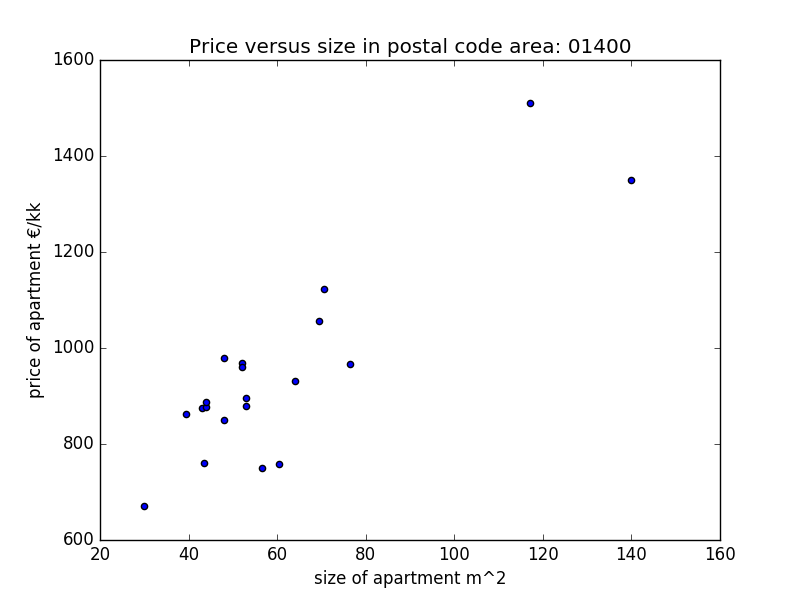 Price versus size in postal code area: 01400
price of apartment €/kk
1600
1400
1200
1000
800
600
20 40 60 80 100 120 140 160
size of apartment m^2